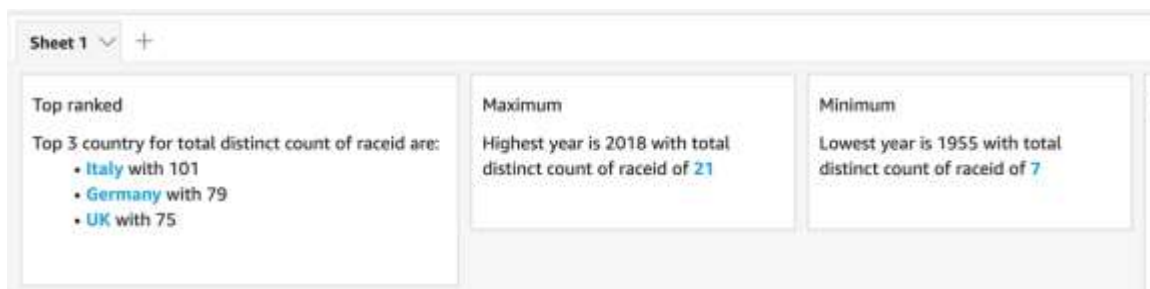 Sheet 1
Top ranked
Top 3 country for total distinct count of raceid are:
• Italy with 101
• Germany with 79
• UK with 75
Maximum
Highest year is 2018 with total
distinct count of raceid of 21
Minimum
Lowest year is 1955 with total
distinct count of raceid of 7